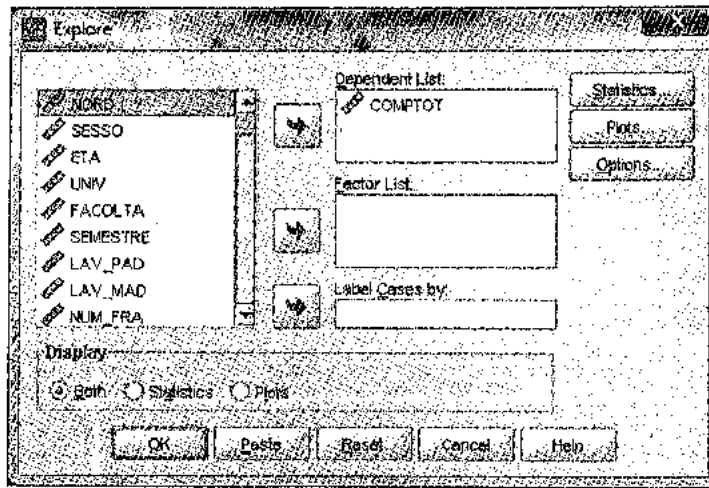 Explore
Dependent List:
COMPTOT
Statistics...
Plots...
Options...
NORD
SESSO
ETA
UNIV
FACOLTA
SEMESTRE
LAV_PAD
LAV_MAD
NUM_FRA
Factor List:
Label Cases by:
Display
Both
Statistics
Plots
OK
Paste
Reset
Cancel
Help